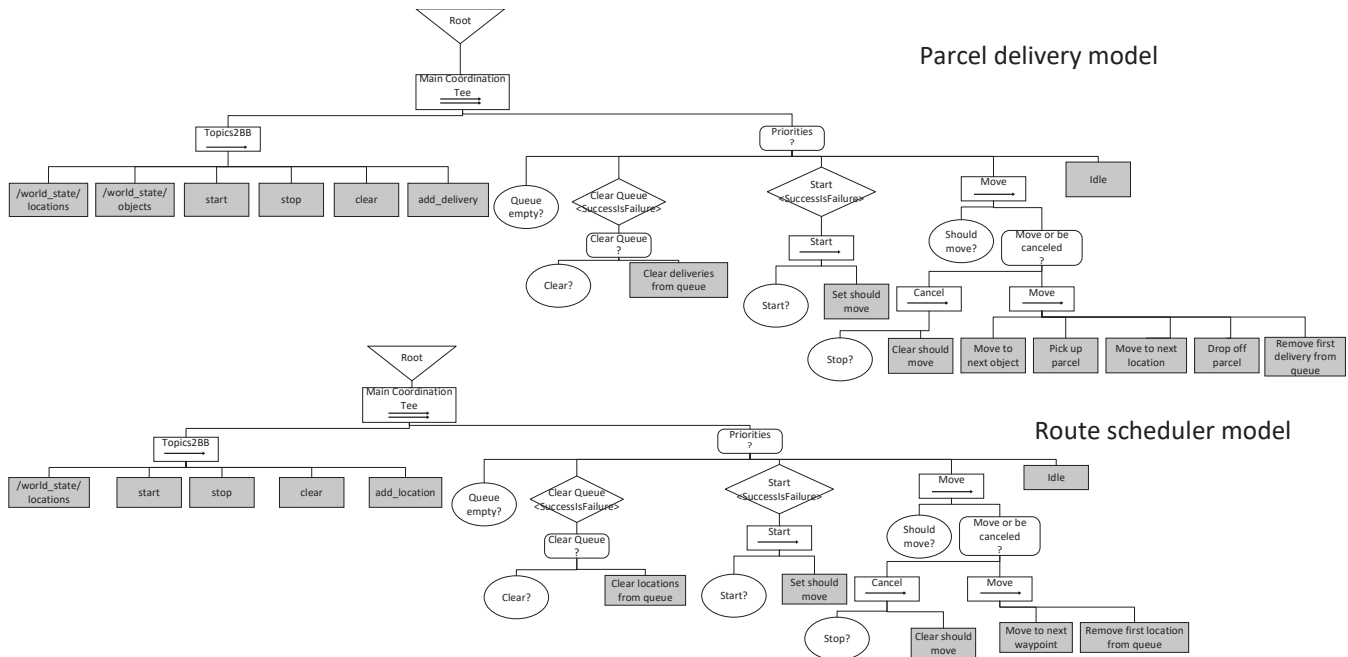 Root
Parcel delivery model
Main Coordination
Tee
Topics2BB
Priorities
?
/world_state/
locations
/world_state/
objects
start
stop
clear
add_delivery
Queue
empty?
Clear Queue
<SuccessIsFailure>
Start
<SuccessIsFailure>
Move
Idle
Clear Queue
?
Start
Should
move?
Move or be
canceled
?
Clear?
Clear deliveries
from queue
Start?
Set should
move
Cancel
Move
Stop?
Clear should
move
Move to
next object
Pick up
parcel
Move to next
location
Drop off
parcel
Remove first
delivery from
queue
Root
Main Coordination
Tee
Route scheduler model
Topics2BB
Priorities
?
/world_state/
locations
start
stop
clear
add_location
Queue
empty?
Clear Queue
<SuccessIsFailure>
Start
<SuccessIsFailure>
Move
Idle
Clear Queue
?
Start
Should
move?
Move or be
canceled
?
Clear?
Clear locations
from queue
Start?
Set should
move
Cancel
Move
Stop?
Clear should
move
Move to next
waypoint
Remove first location
from queue